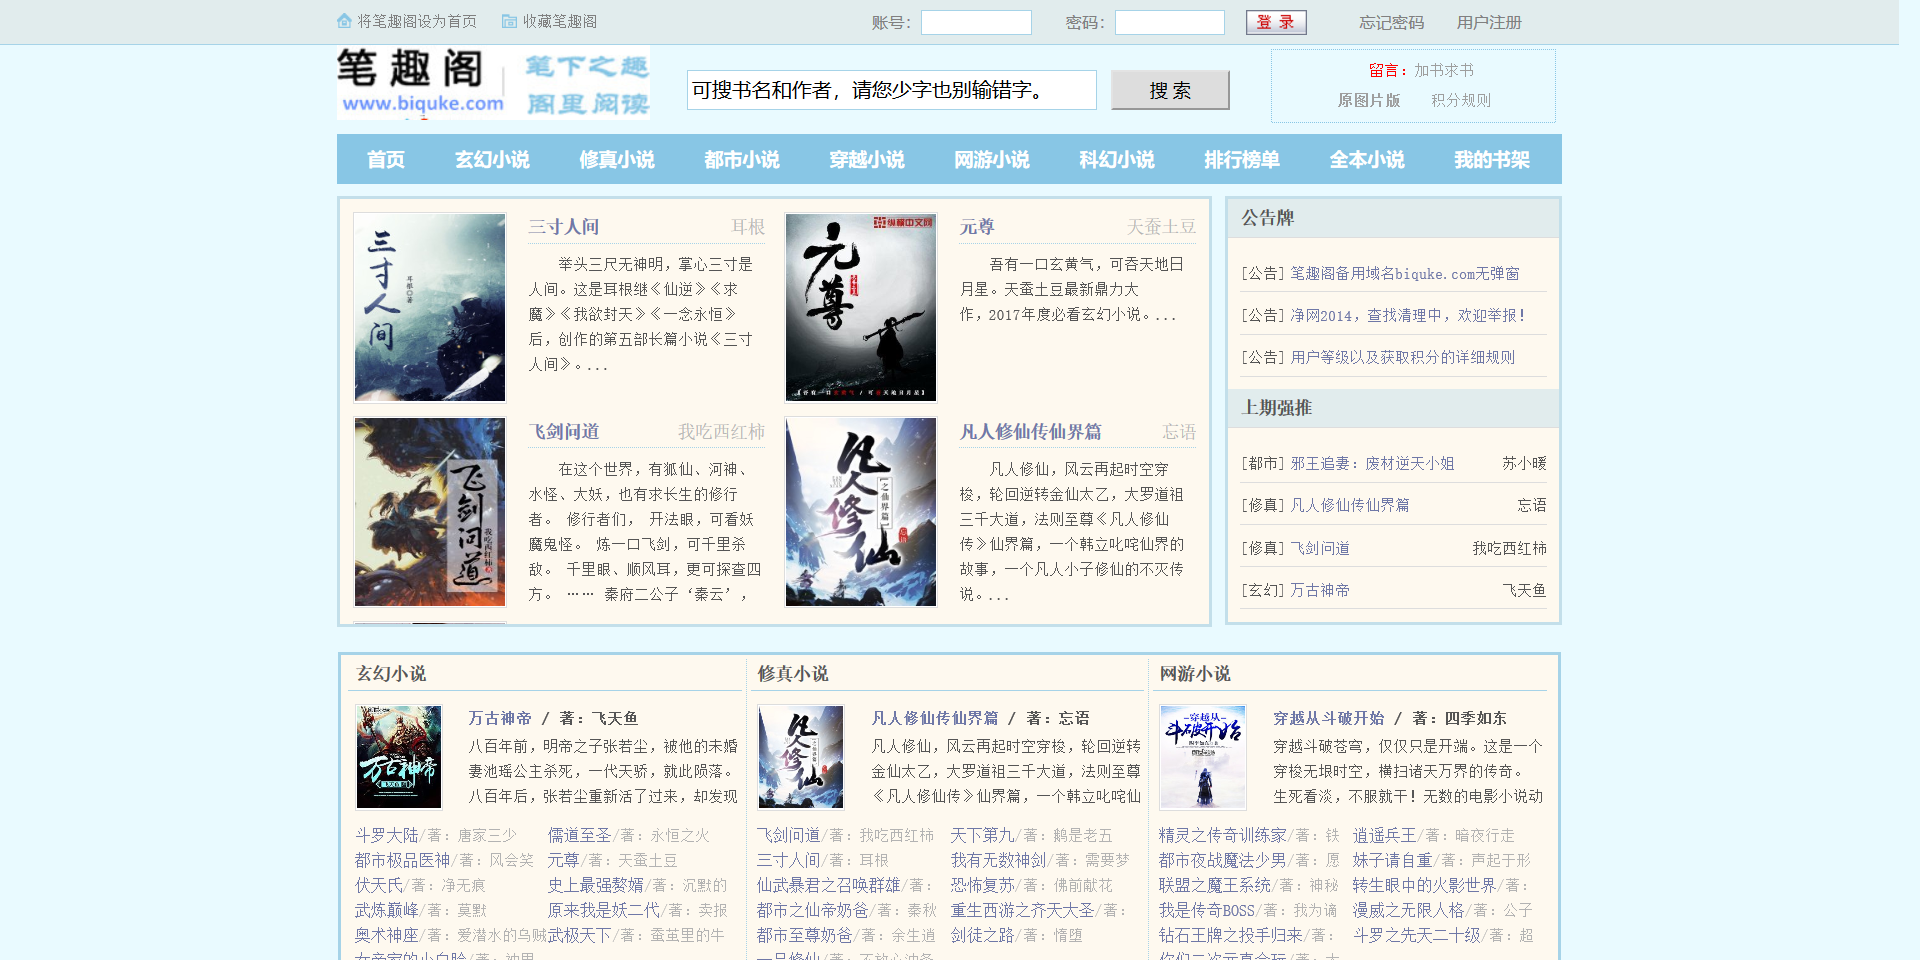 将笔趣阁设为首页 收藏笔趣阁 账号： 密码： 登 录 忘记密码 用户注册
笔趣阁 笔下之趣
www.biquke.com 阁里阅读
可搜书名和作者，请您少字也别输错字。 搜 索
留言：加书求书
原图片版 积分规则
首页 玄幻小说 修真小说 都市小说 穿越小说 网游小说 科幻小说 排行榜单 全本小说 我的书架
三寸人间
耳根 著
三寸人间 耳根
举头三尺无神明，掌心三寸是
人间。这是耳根继《仙逆》《求
魔》《我欲封天》《一念永恒》
后，创作的第五部长篇小说《三寸
人间》。...
纵横中文网
元尊
元尊 天蚕土豆
吾有一口玄黄气，可吞天地日
月星。天蚕土豆最新鼎力大
作，2017年度必看玄幻小说。...
飞剑问道
我吃西红柿
飞剑问道 我吃西红柿
在这个世界，有狐仙、河神、
水怪、大妖，也有求长生的修行
者。 修行者们， 开法眼，可看妖
魔鬼怪。 炼一口飞剑，可千里杀
敌。 千里眼、顺风耳，更可探查四
方。 …… 秦府二公子‘秦云’，
凡人修仙
之仙界篇
凡人修仙传仙界篇 忘语
凡人修仙，风云再起时空穿
梭，轮回逆转金仙太乙，大罗道祖
三千大道，法则至尊《凡人修仙
传》仙界篇，一个韩立叱咤仙界的
故事，一个凡人小子修仙的不灭传
说。...
公告牌
[公告] 笔趣阁备用域名biquke.com无弹窗
[公告] 净网2014，查找清理中，欢迎举报！
[公告] 用户等级以及获取积分的详细规则
上期强推
[都市] 邪王追妻：废材逆天小姐 苏小暖
[修真] 凡人修仙传仙界篇 忘语
[修真] 飞剑问道 我吃西红柿
[玄幻] 万古神帝 飞天鱼
玄幻小说
万古神帝
万古神帝 / 著：飞天鱼
八百年前，明帝之子张若尘，被他的未婚
妻池瑶公主杀死，一代天骄，就此陨落。
八百年后，张若尘重新活了过来，却发现
斗罗大陆/著：唐家三少 儒道至圣/著：永恒之火
都市极品医神/著：风会笑 元尊/著：天蚕土豆
伏天氏/著：净无痕 史上最强赘婿/著：沉默的
武炼巅峰/著：莫默 原来我是妖二代/著：卖报
奥术神座/著：爱潜水的乌贼 武极天下/著：蚕茧里的牛
修真小说
凡人修仙
凡人修仙传仙界篇 / 著：忘语
凡人修仙，风云再起时空穿梭，轮回逆转
金仙太乙，大罗道祖三千大道，法则至尊
《凡人修仙传》仙界篇，一个韩立叱咤仙
飞剑问道/著：我吃西红柿 天下第九/著：鹅是老五
三寸人间/著：耳根 我有无数神剑/著：需要梦
仙武暴君之召唤群雄/著： 恐怖复苏/著：佛前献花
都市之仙帝奶爸/著：秦秋 重生西游之齐天大圣/著：
都市至尊奶爸/著：余生逍 剑徒之路/著：惰堕
网游小说
穿越从
斗破开始
穿越从斗破开始 / 著：四季如东
穿越斗破苍穹，仅仅只是开端。这是一个
穿梭无垠时空，横扫诸天万界的传奇。
生死看淡，不服就干！无数的电影小说动
精灵之传奇训练家/著：铁 逍遥兵王/著：暗夜行走
都市夜战魔法少男/著：愿 妹子请自重/著：声起于形
联盟之魔王系统/著：神秘 转生眼中的火影世界/著：
我是传奇BOSS/著：我为谪 漫威之无限人格/著：公子
钻石王牌之投手归来/著： 斗罗之先天二十级/著：超